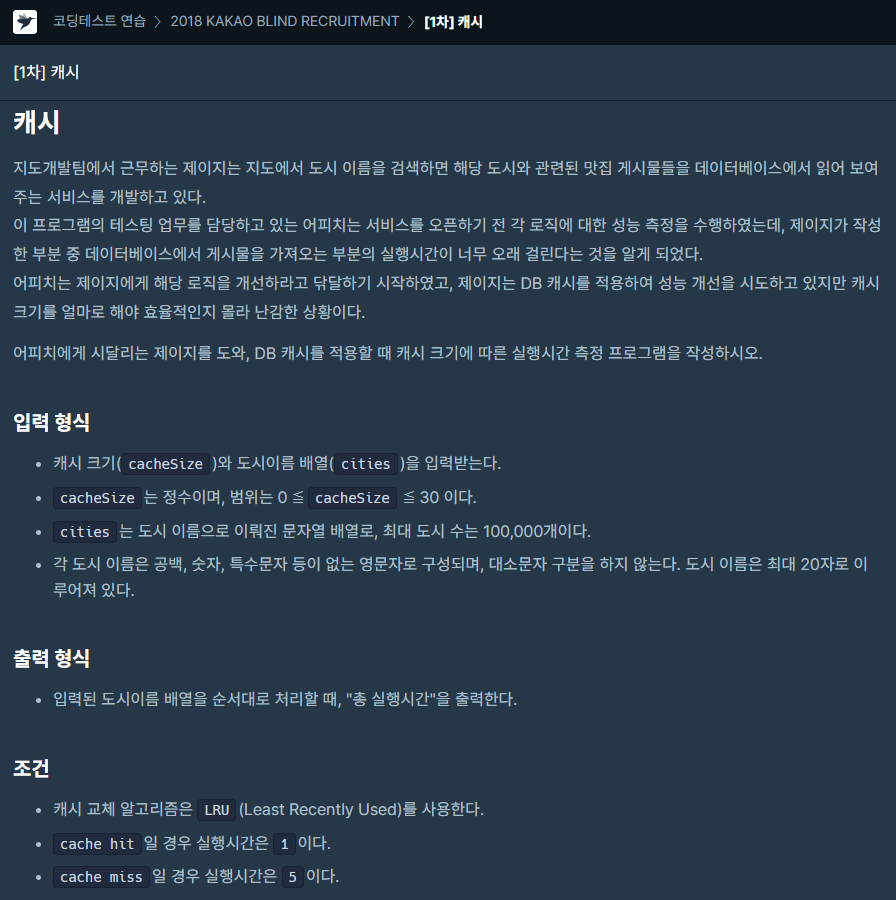 코딩테스트 연습 > 2018 KAKAO BLIND RECRUITMENT > [1차] 캐시
[1차] 캐시
캐시
지도개발팀에서 근무하는 제이지는 지도에서 도시 이름을 검색하면 해당 도시와 관련된 맛집 게시물들을 데이터베이스에서 읽어 보여
주는 서비스를 개발하고 있다.
이 프로그램의 테스팅 업무를 담당하고 있는 어피치는 서비스를 오픈하기 전 각 로직에 대한 성능 측정을 수행하였는데, 제이지가 작성
한 부분 중 데이터베이스에서 게시물을 가져오는 부분의 실행시간이 너무 오래 걸린다는 것을 알게 되었다.
어피치는 제이지에게 해당 로직을 개선하라고 닦달하기 시작하였고, 제이지는 DB 캐시를 적용하여 성능 개선을 시도하고 있지만 캐시
크기를 얼마로 해야 효율적인지 몰라 난감한 상황이다.
어피치에게 시달리는 제이지를 도와, DB 캐시를 적용할 때 캐시 크기에 따른 실행시간 측정 프로그램을 작성하시오.
입력 형식
• 캐시 크기( cacheSize )와 도시이름 배열( cities )을 입력받는다.
• cacheSize 는 정수이며, 범위는 0 ≦ cacheSize ≦ 30 이다.
• cities 는 도시 이름으로 이뤄진 문자열 배열로, 최대 도시 수는 100,000개이다.
• 각 도시 이름은 공백, 숫자, 특수문자 등이 없는 영문자로 구성되며, 대소문자 구분을 하지 않는다. 도시 이름은 최대 20자로 이
루어져 있다.
출력 형식
• 입력된 도시이름 배열을 순서대로 처리할 때, "총 실행시간"을 출력한다.
조건
• 캐시 교체 알고리즘은 LRU (Least Recently Used)를 사용한다.
• cache hit 일 경우 실행시간은 1 이다.
• cache miss 일 경우 실행시간은 5 이다.